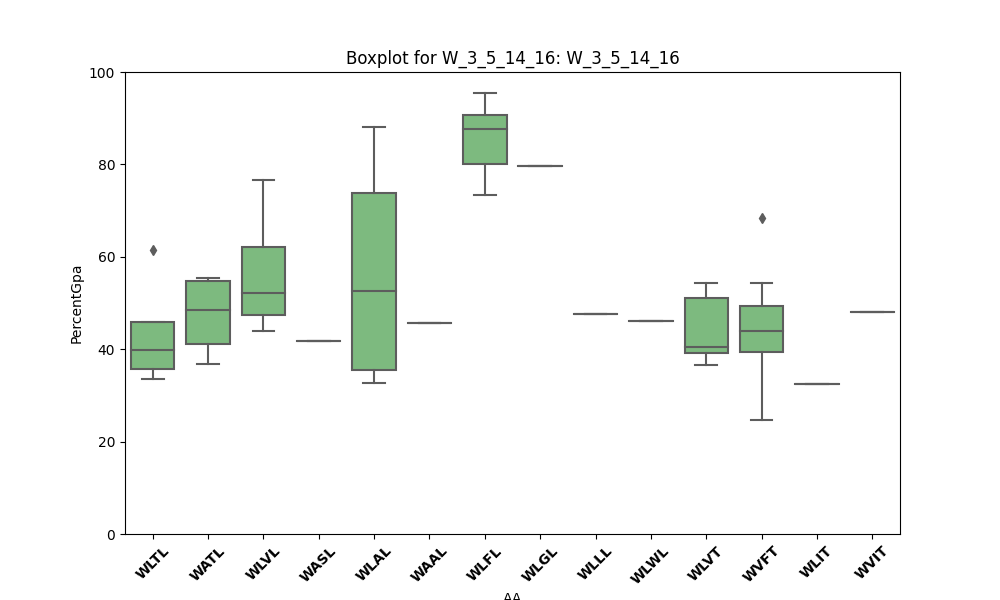 Boxplot for W_3_5_14_16: W_3_5_14_16
100
80
60
40
20
0
PercentGpa
WLTL
WATL
WLVL
WASL
WLAL
WAAL
WLFL
WLGL
WLLL
WLWL
WLVT
WVFT
WLIT
WVIT
AA